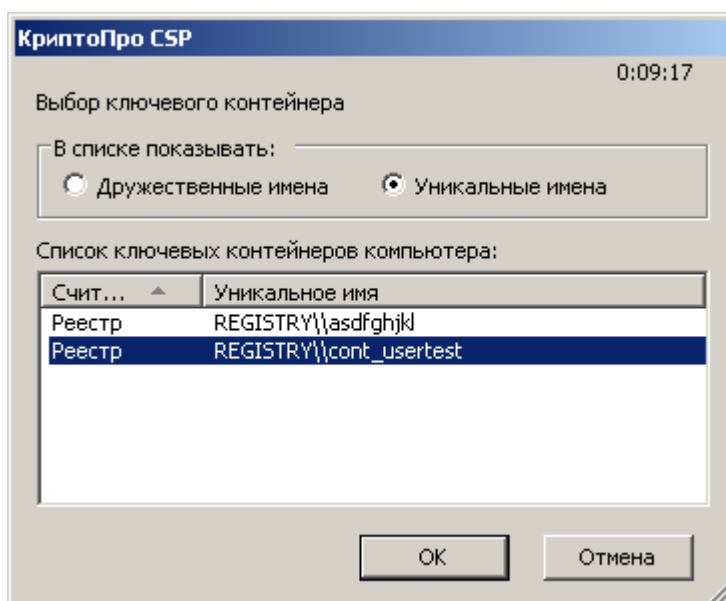 КриптоПро CSP
0:09:17
Выбор ключевого контейнера
В списке показывать:
Дружественные имена Уникальные имена
Список ключевых контейнеров компьютера:
Счит... Уникальное имя
Реестр REGISTRY\\asdfghjkl
Реестр REGISTRY\\cont_usertest
OK Отмена